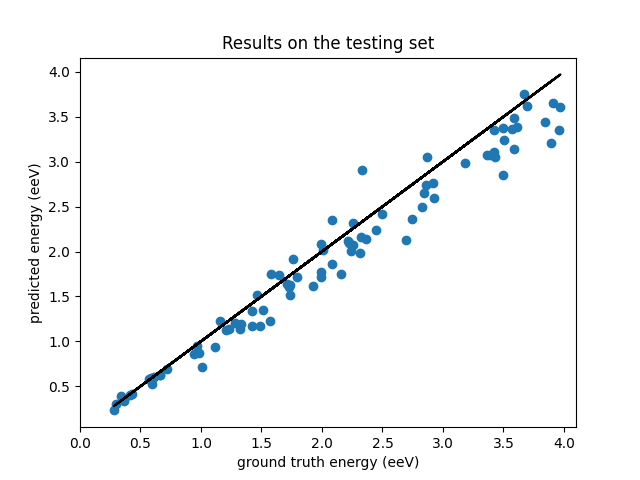 Results on the testing set
predicted energy (eeV)
4.0
3.5
3.0
2.5
2.0
1.5
1.0
0.5
0.0 0.5 1.0 1.5 2.0 2.5 3.0 3.5 4.0
ground truth energy (eeV)